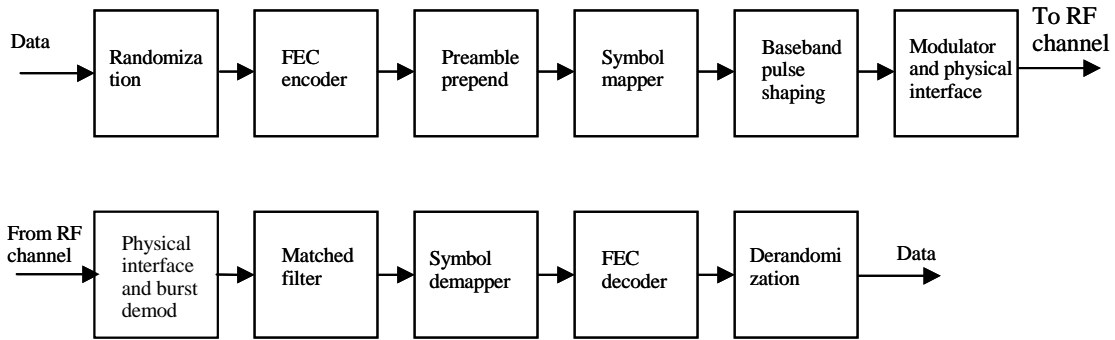 Data
Randomiza
tion
FEC
encoder
Preamble
prepend
Symbol
mapper
Baseband
pulse
shaping
Modulator
and physical
interface
To RF
channel
From RF
channel
Physical
interface
and burst
demod
Matched
filter
Symbol
demapper
FEC
decoder
Derandomi
zation
Data